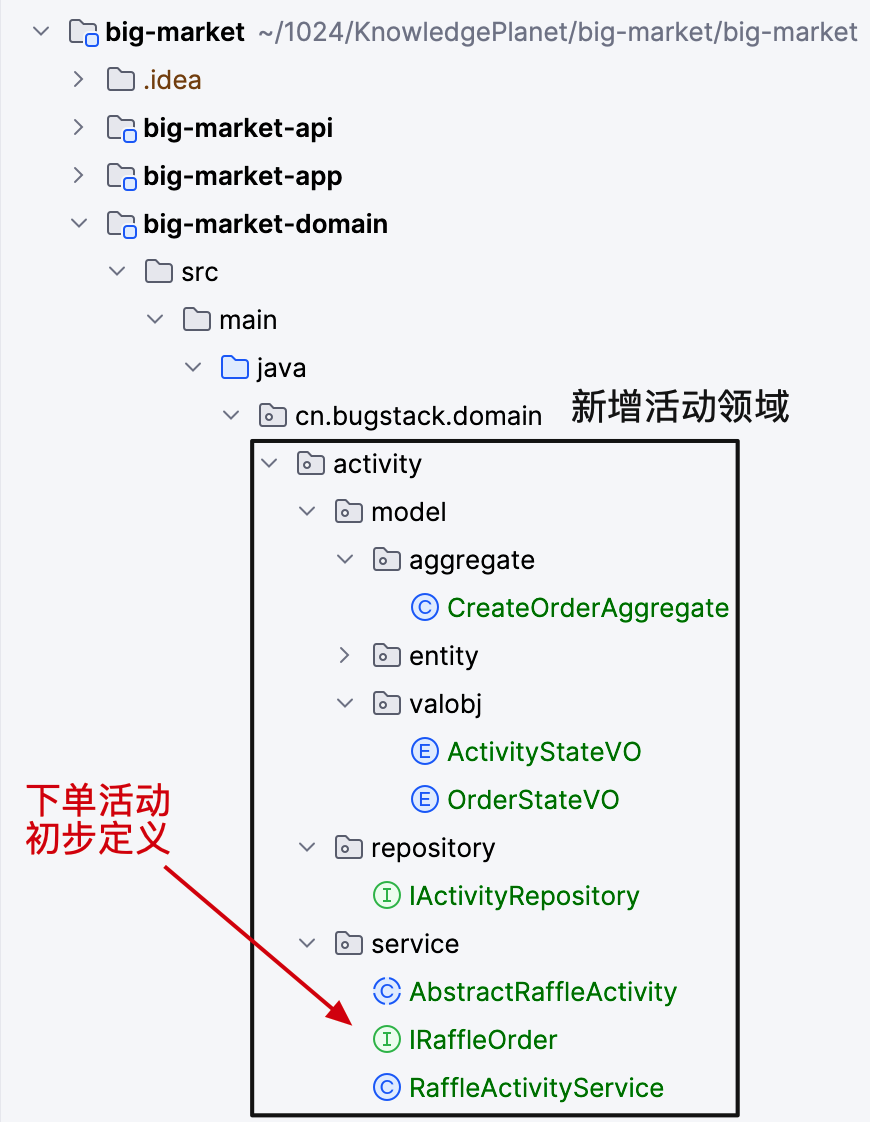 big-market ~/1024/KnowledgePlanet/big-market/big-market
.idea
big-market-api
big-market-app
big-market-domain
src
main
java
cn.bugstack.domain 新增活动领域
activity
model
aggregate
C CreateOrderAggregate
entity
valobj
E ActivityStateVO
E OrderStateVO
下单活动
初步定义
repository
I IActivityRepository
service
C AbstractRaffleActivity
I IRaffleOrder
C RaffleActivityService